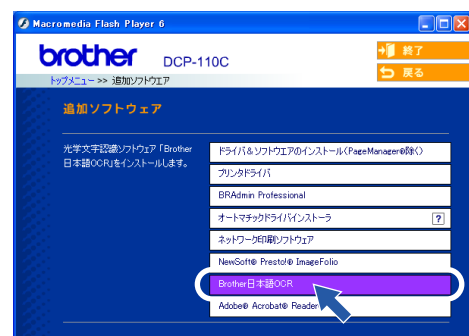 Macromedia Flash Player 6
brother DCP-110C
終了
戻る
トップメニュー >> 追加ソフトウエア
追加ソフトウェア
光学文字認識ソフトウェア「Brother
日本語OCR」をインストールします。
ドライバ&ソフトウエアのインストール(PageManager®除く)
プリンタドライバ
BRAdmin Professional
オートマチックドライバインストーラ
?
ネットワーク印刷ソフトウエア
NewSoft® Presto!® ImageFolio
Brother日本語OCR
Adobe® Acrobat® Reader